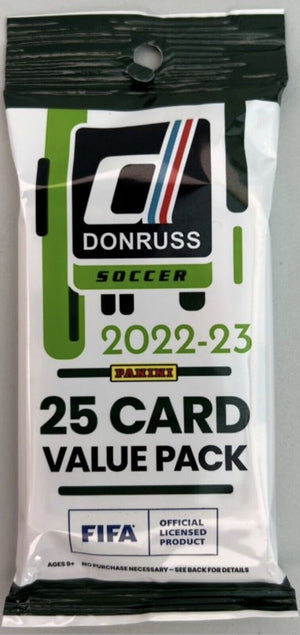 d
DONRUSS
SOCCER
2022-23
PANINI
25 CARD
VALUE PACK
FIFA
OFFICIAL
LICENSED
PRODUCT
AGES 9+ NO PURCHASE NECESSARY – SEE BACK FOR DETAILS